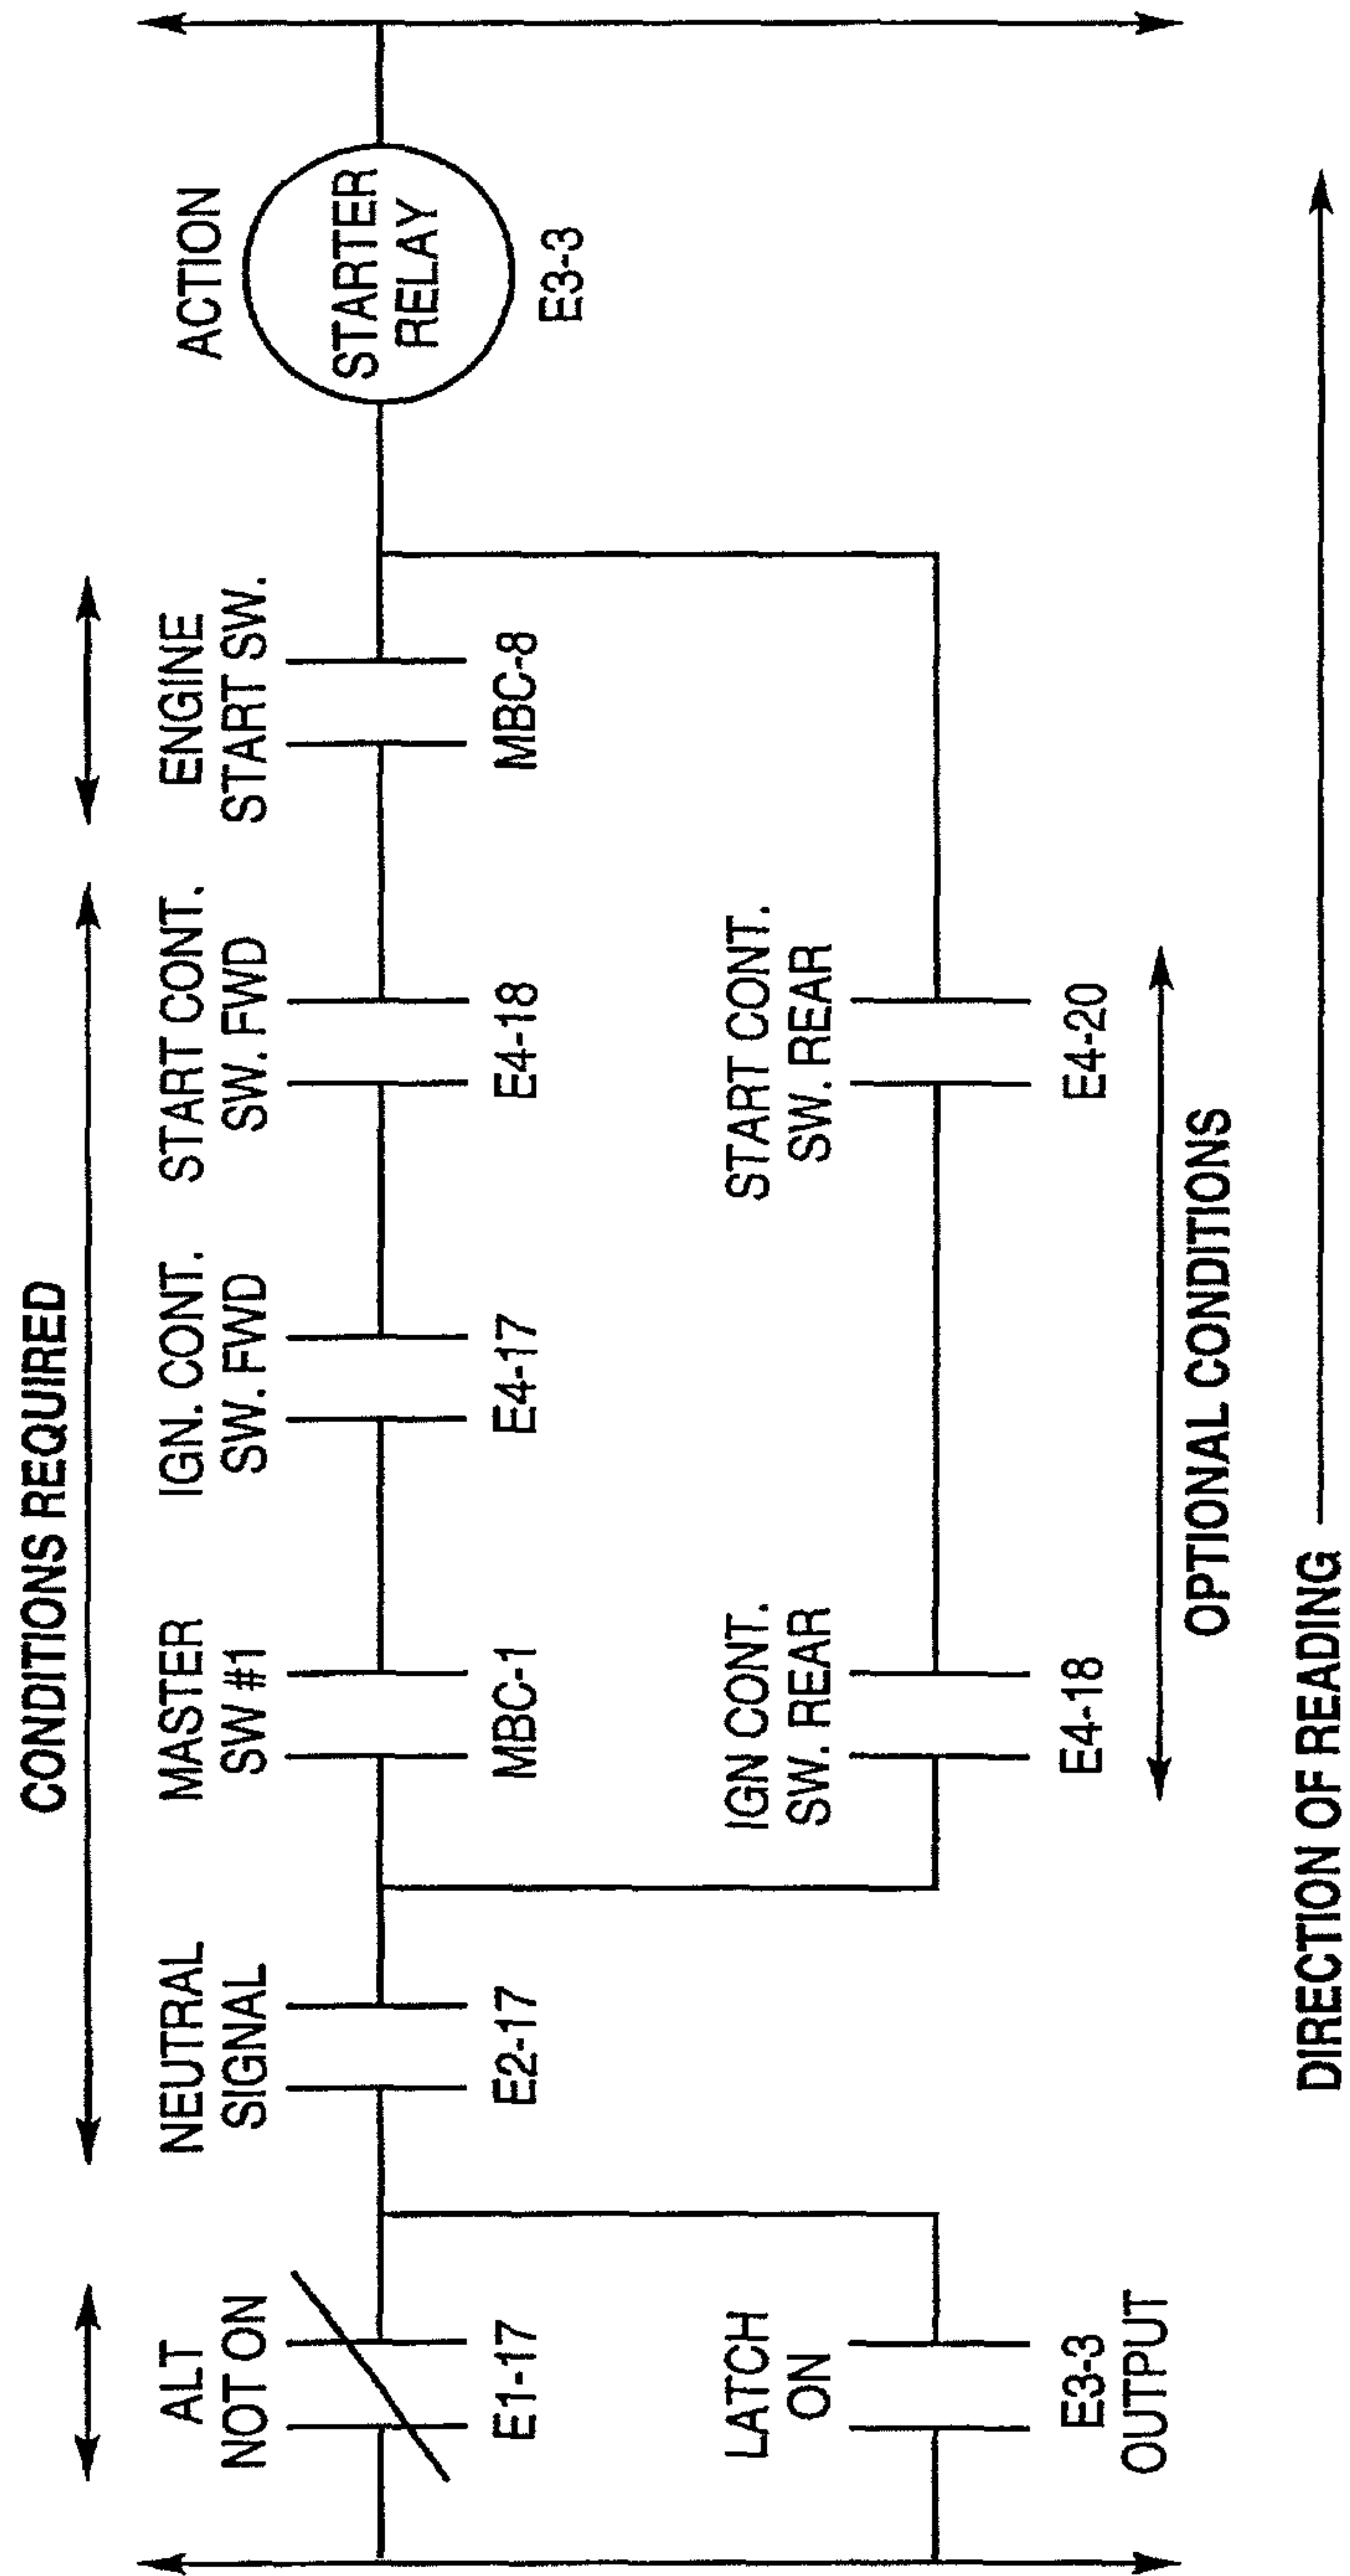 CONDITIONS REQUIRED
ALT
NOT ON
E1-17
NEUTRAL
SIGNAL
E2-17
MASTER
SW #1
MBC-1
IGN. CONT.
SW. FWD
E4-17
START CONT.
SW. FWD
E4-18
ENGINE
START SW.
MBC-8
ACTION
STARTER
RELAY
E3-3
LATCH
ON
E3-3
OUTPUT
IGN CONT.
SW. REAR
E4-18
START CONT.
SW. REAR
E4-20
OPTIONAL CONDITIONS
DIRECTION OF READING